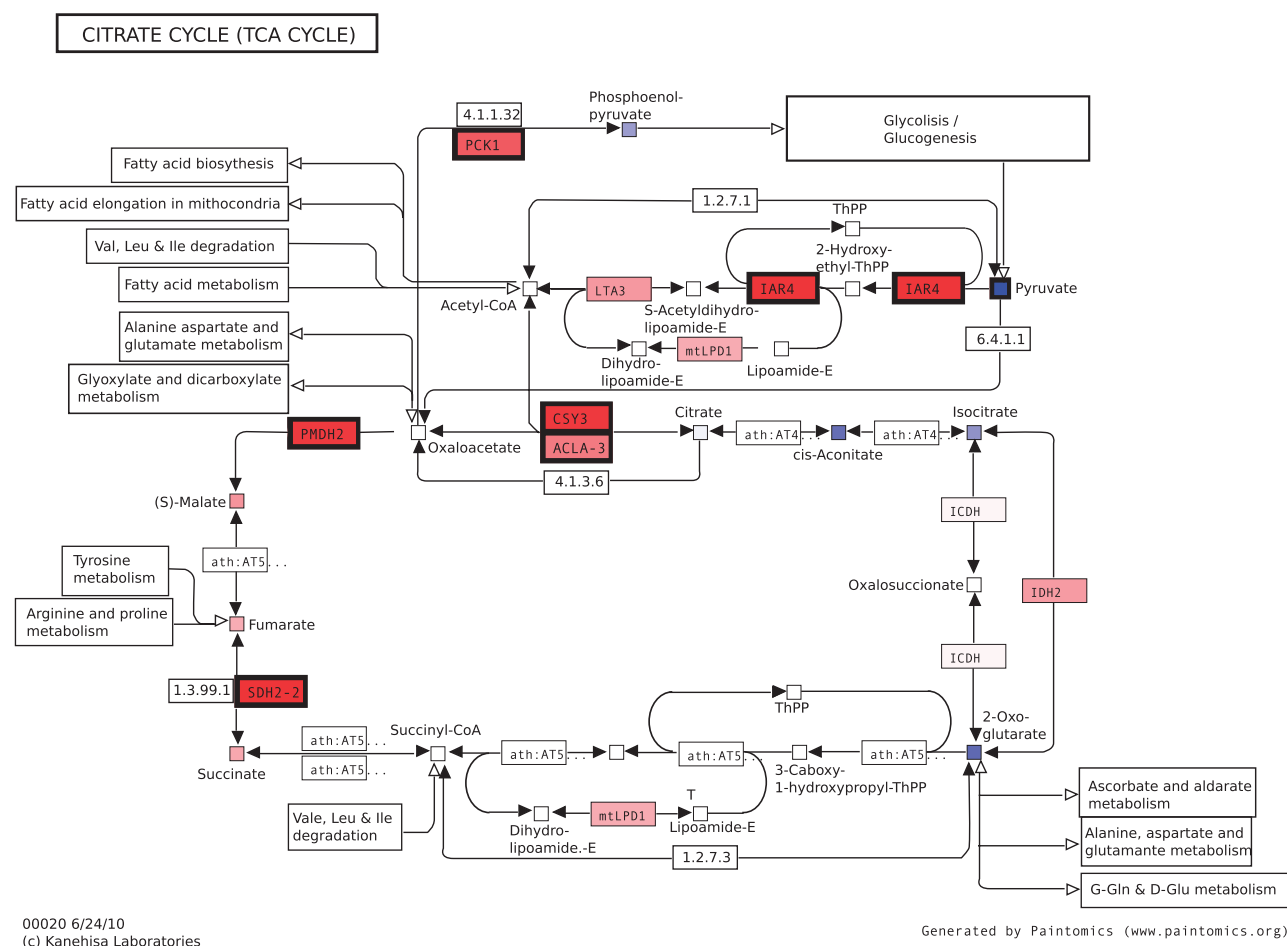 CITRATE CYCLE (TCA CYCLE)
Phosphoenol-
pyruvate
4.1.1.32
PCK1
Glycolisis /
Glucogenesis
Fatty acid biosythesis
Fatty acid elongation in mithocondria
1.2.7.1
ThPP
Val, Leu & Ile degradation
2-Hydroxy-
ethyl-ThPP
Fatty acid metabolism
Acetyl-CoA
LTA3
IAR4
IAR4
Pyruvate
S-Acetyldihydro-
lipoamide-E
Alanine aspartate and
glutamate metabolism
6.4.1.1
mtLPD1
Dihydro-
lipoamide-E
Lipoamide-E
Glyoxylate and dicarboxylate
metabolism
PMDH2
Oxaloacetate
CSY3
ACLA-3
Citrate
ath:AT4...
cis-Aconitate
ath:AT4...
Isocitrate
4.1.3.6
(S)-Malate
ICDH
ath:AT5...
Tyrosine
metabolism
Oxalosuccionate
IDH2
Arginine and proline
metabolism
Fumarate
ICDH
1.3.99.1
SDH2-2
ThPP
2-Oxo-
glutarate
Succinyl-CoA
ath:AT5...
ath:AT5...
Succinate
ath:AT5...
ath:AT5...
ath:AT5...
3-Caboxy-
1-hydroxypropyl-ThPP
T
mtLPD1
Lipoamide-E
Dihydro-
lipoamide.-E
Vale, Leu & Ile
degradation
1.2.7.3
Ascorbate and aldarate
metabolism
Alanine, aspartate and
glutamante metabolism
G-Gln & D-Glu metabolism
00020 6/24/10
(c) Kanehisa Laboratories
Generated by Paintomics (www.paintomics.org)